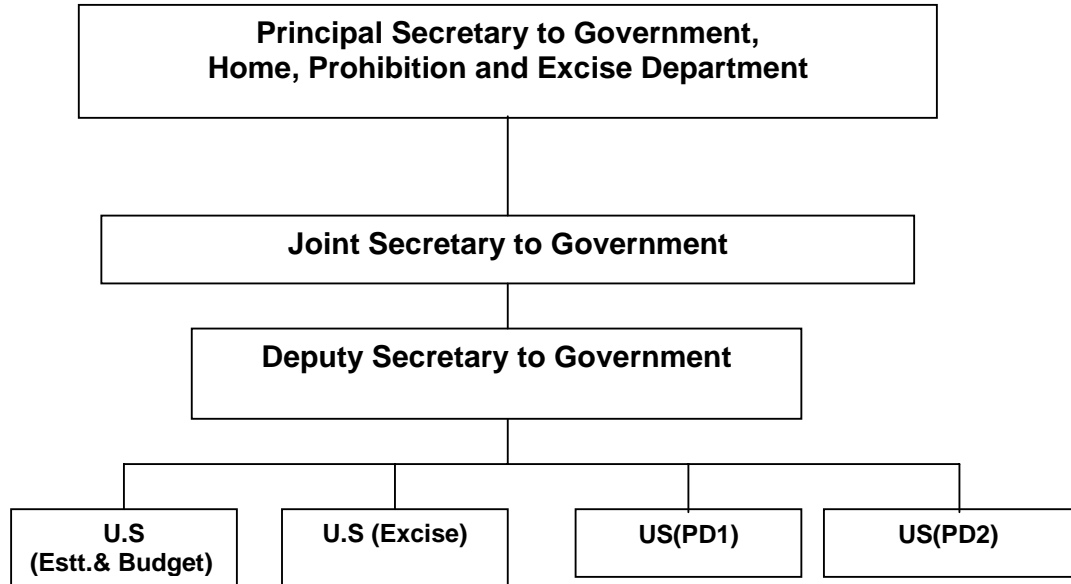 Principal Secretary to Government,
Home, Prohibition and Excise Department
Joint Secretary to Government
Deputy Secretary to Government
U.S
(Estt.& Budget)
U.S (Excise)
US(PD1)
US(PD2)